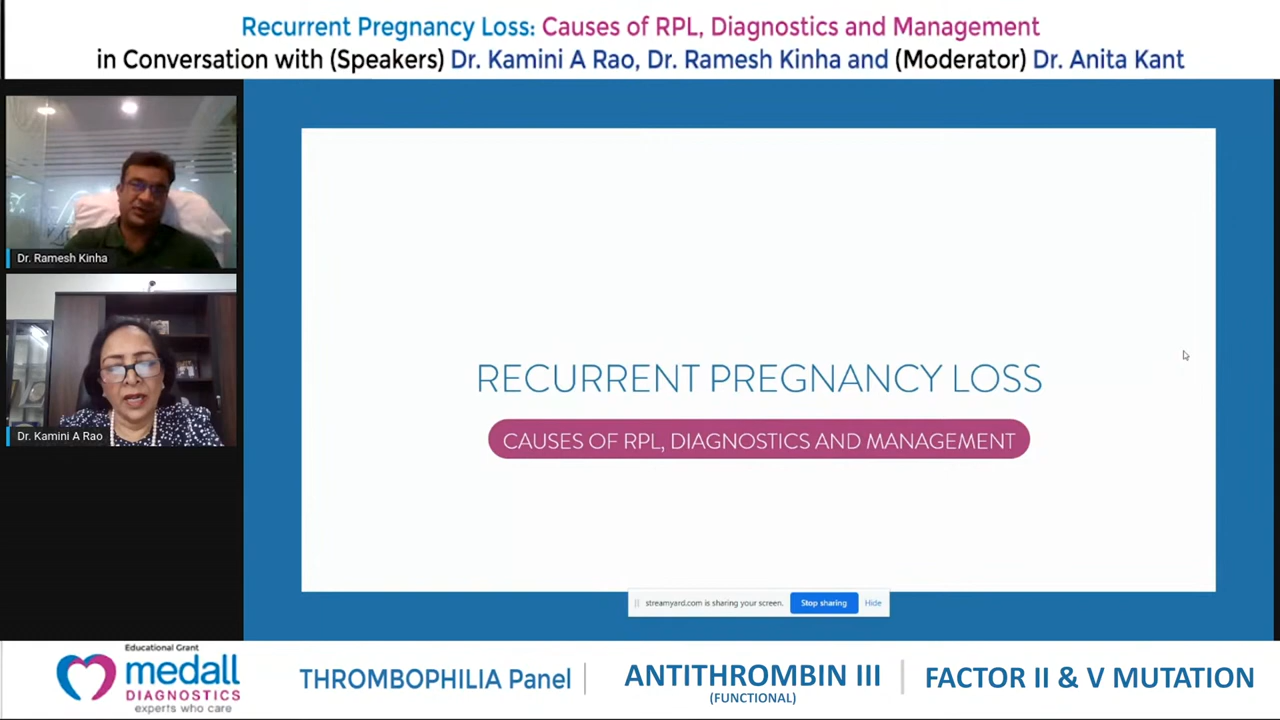 Recurrent Pregnancy Loss: Causes of RPL, Diagnostics and Management
in Conversation with (Speakers) Dr. Kamini A Rao, Dr. Ramesh Kinha and (Moderator) Dr. Anita Kant
Dr. Ramesh Kinha
Dr. Kamini A Rao
RECURRENT PREGNANCY LOSS
CAUSES OF RPL, DIAGNOSTICS AND MANAGEMENT
streamyard.com is sharing your screen. Stop sharing Hide
Educational Grant
medall
DIAGNOSTICS
experts who care
THROMBOPHILIA Panel
ANTITHROMBIN III
(FUNCTIONAL)
FACTOR II & V MUTATION